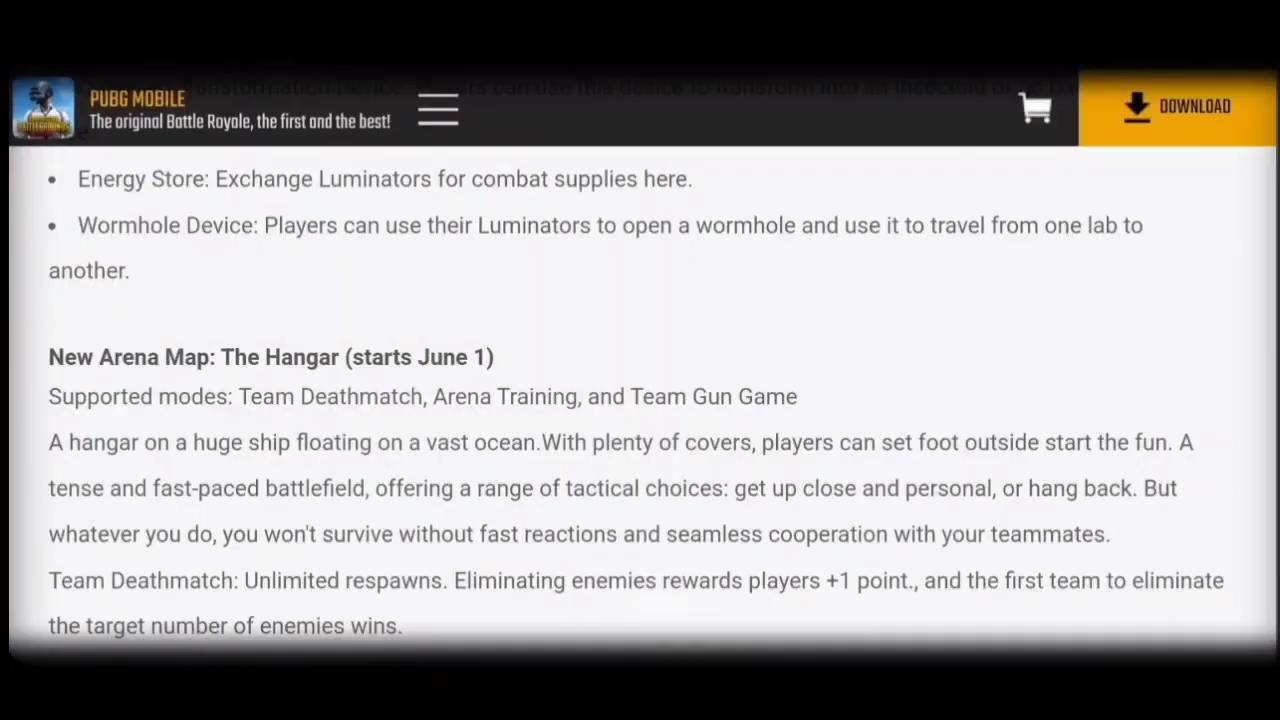 PUBG MOBILE
The original Battle Royale, the first and the best!
DOWNLOAD
• Energy Store: Exchange Luminators for combat supplies here.
• Wormhole Device: Players can use their Luminators to open a wormhole and use it to travel from one lab to
another.
New Arena Map: The Hangar (starts June 1)
Supported modes: Team Deathmatch, Arena Training, and Team Gun Game
A hangar on a huge ship floating on a vast ocean.With plenty of covers, players can set foot outside start the fun. A
tense and fast-paced battlefield, offering a range of tactical choices: get up close and personal, or hang back. But
whatever you do, you won't survive without fast reactions and seamless cooperation with your teammates.
Team Deathmatch: Unlimited respawns. Eliminating enemies rewards players +1 point., and the first team to eliminate
the target number of enemies wins.